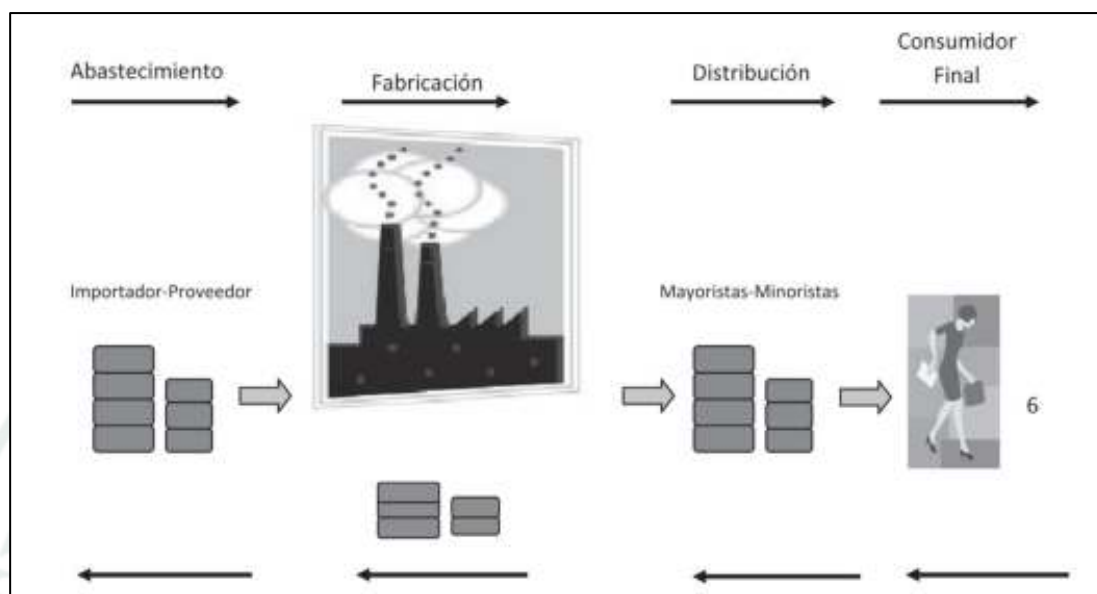 Abastecimiento
Fabricación
Distribución
Consumidor
Final
Importador-Proveedor
Mayoristas-Minoristas
6